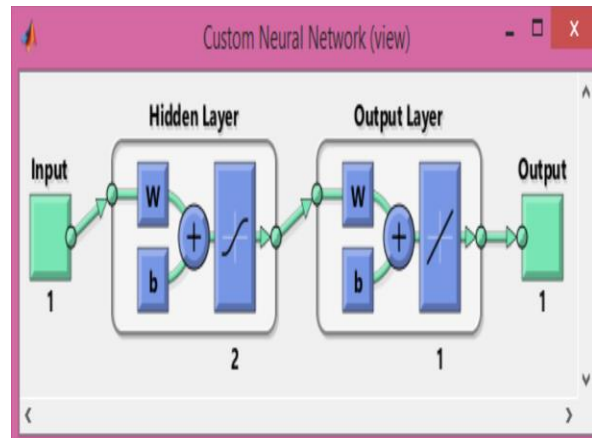 Custom Neural Network (view)
Hidden Layer
Output Layer
Input
Output
W
b
+
W
b
+
1
2
1
1